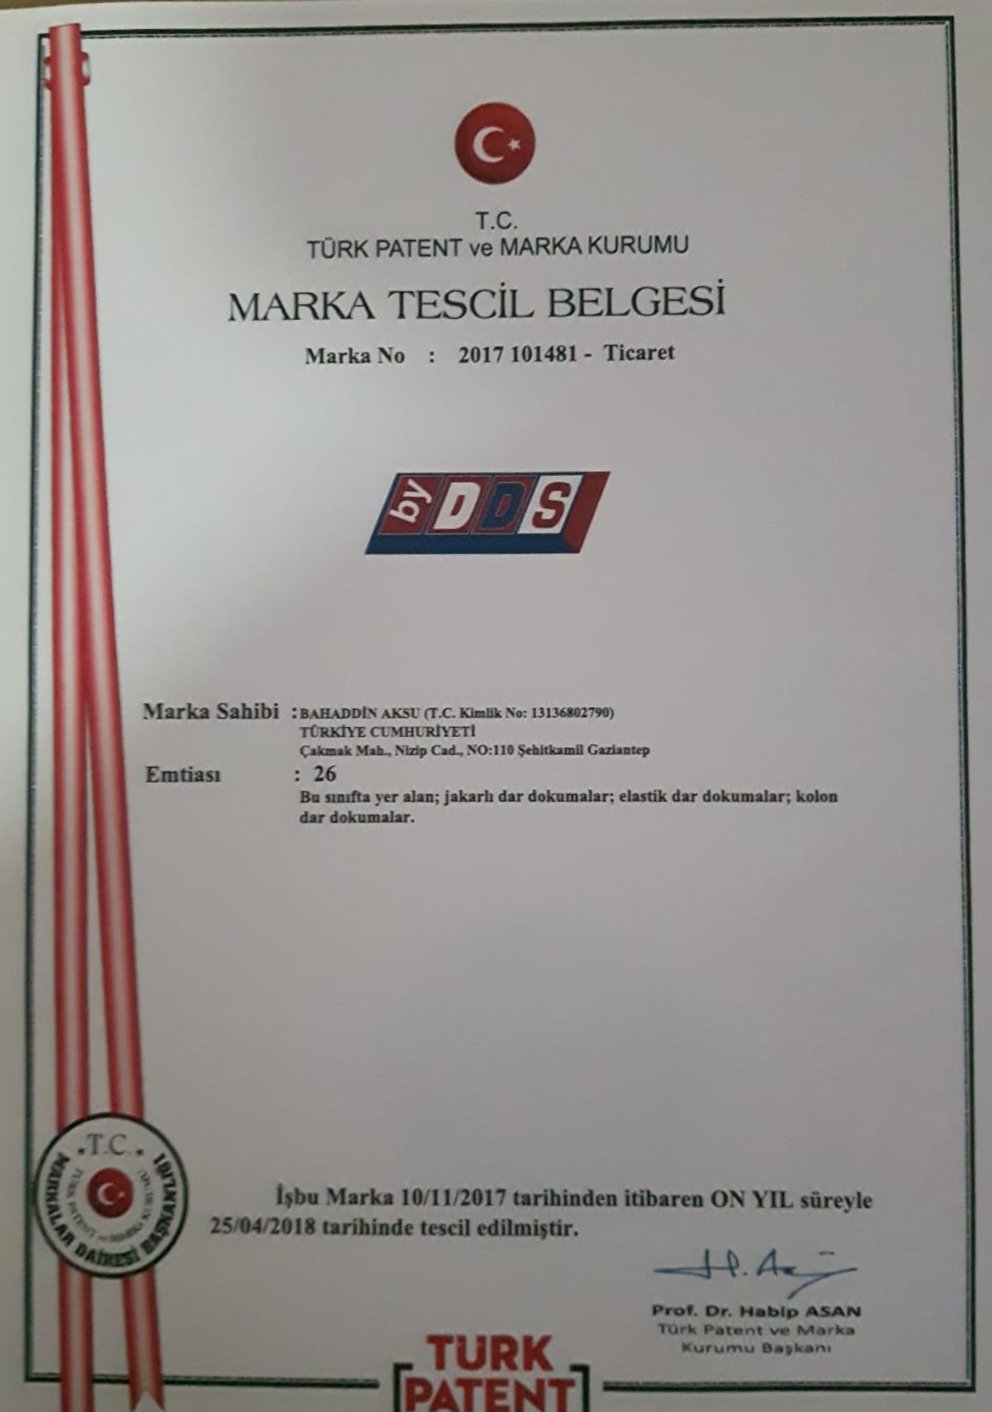 T.C.
TÜRK PATENT ve MARKA KURUMU
MARKA TESCİL BELGESİ
Marka No : 2017 101481 - Ticaret
by DDS
Marka Sahibi : BAHADDİN AKSU (T.C. Kimlik No: 13136802790)
TÜRKİYE CUMHURİYETİ
Çakmak Mah., Nizip Cad., NO:110 Şehitkamil Gaziantep
Emtiası : 26
Bu sınıfta yer alan; jakarlı dar dokumalar; elastik dar dokumalar; kolon
dar dokumalar.
T.C.
MARKALAR DAİRESİ BAŞKANLIĞI
İşbu Marka 10/11/2017 tarihinden itibaren ON YIL süreyle
25/04/2018 tarihinde tescil edilmiştir.
Prof. Dr. Habip ASAN
Türk Patent ve Marka
Kurumu Başkanı
TÜRK
PATENT